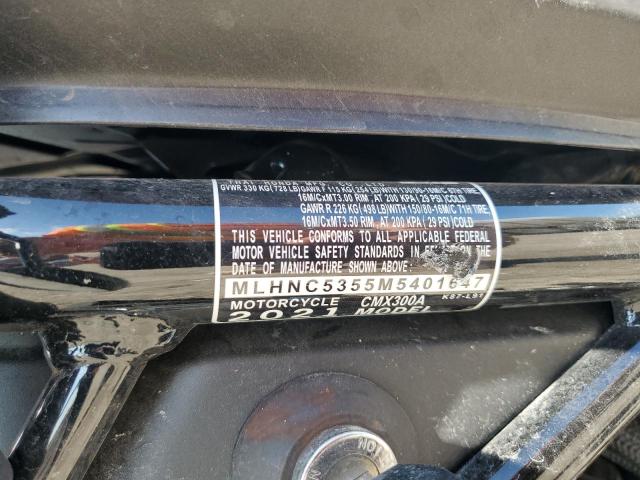 GVWR 330 KG(727 LB)GAWR F 115 KG(254 LB)WITH 130/90-16M/C 67H TIRE
16M/CxMT3.00 RIM, AT 200 KPA(29 PSI)COLD
GAWR R 226 KG(498 LB)WITH 150/80-16M/C 71H TIRE
16M/CxMT3.50 RIM, AT 200 KPA(29 PSI)COLD
THIS VEHICLE CONFORMS TO ALL APPLICABLE FEDERAL
MOTOR VEHICLE SAFETY STANDARDS IN ON THE
DATE OF MANUFACTURE SHOWN ABOVE
MLHNC5355M5401647
MOTORCYCLE CMX300A
2021 MODEL